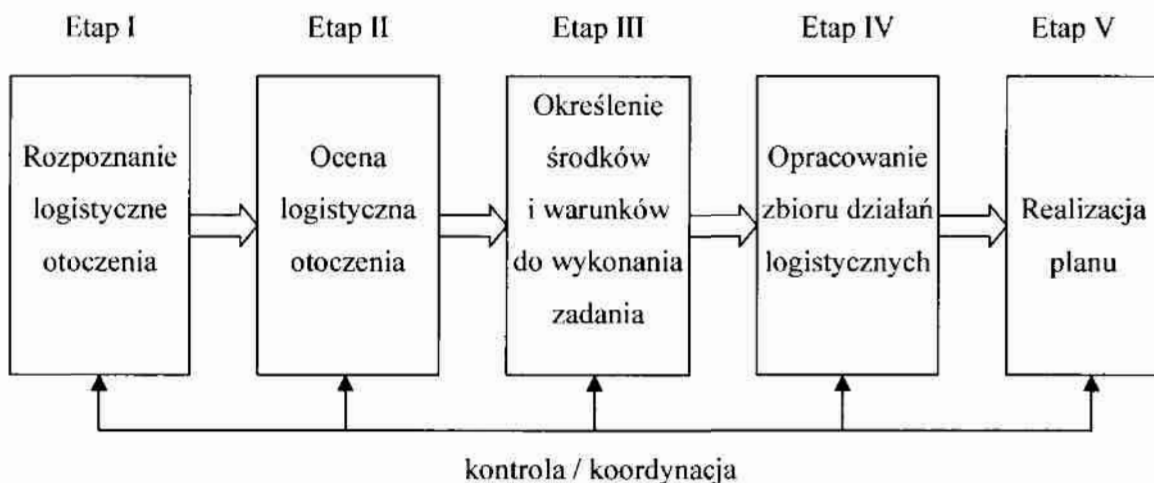 Etap I
Etap II
Etap III
Etap IV
Etap V
Rozpoznanie
logistyczne
otoczenia
Ocena
logistyczna
otoczenia
Określenie
środków
i warunków
do wykonania
zadania
Opracowanie
zbioru działań
logistycznych
Realizacja
planu
kontrola / koordynacja